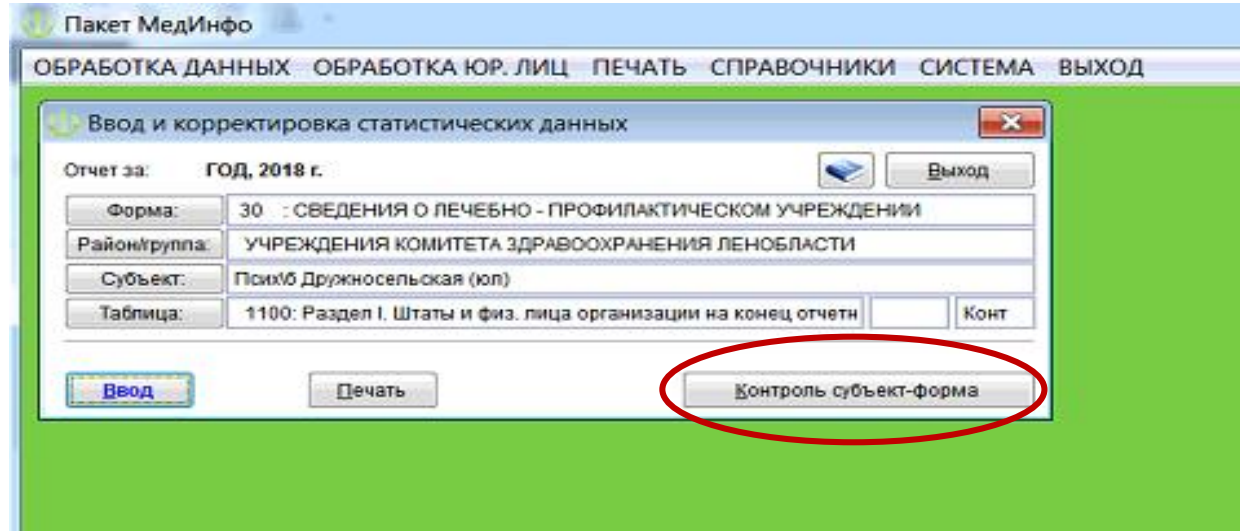 Пакет МедИнфо
ОБРАБОТКА ДАННЫХ ОБРАБОТКА ЮР. ЛИЦ ПЕЧАТЬ СПРАВОЧНИКИ СИСТЕМА ВЫХОД
Ввод и корректировка статистических данных
Отчет за: ГОД, 2018 г. Выход
Форма: 30 : СВЕДЕНИЯ О ЛЕЧЕБНО - ПРОФИЛАКТИЧЕСКОМ УЧРЕЖДЕНИИ
Район/группа: УЧРЕЖДЕНИЯ КОМИТЕТА ЗДРАВООХРАНЕНИЯ ЛЕНОБЛАСТИ
Субъект: Псих\б Дружносельская (юл)
Таблица: 1100: Раздел I. Штаты и физ. лица организации на конец отчетн Конт
Ввод Печать Контроль субъект-форма